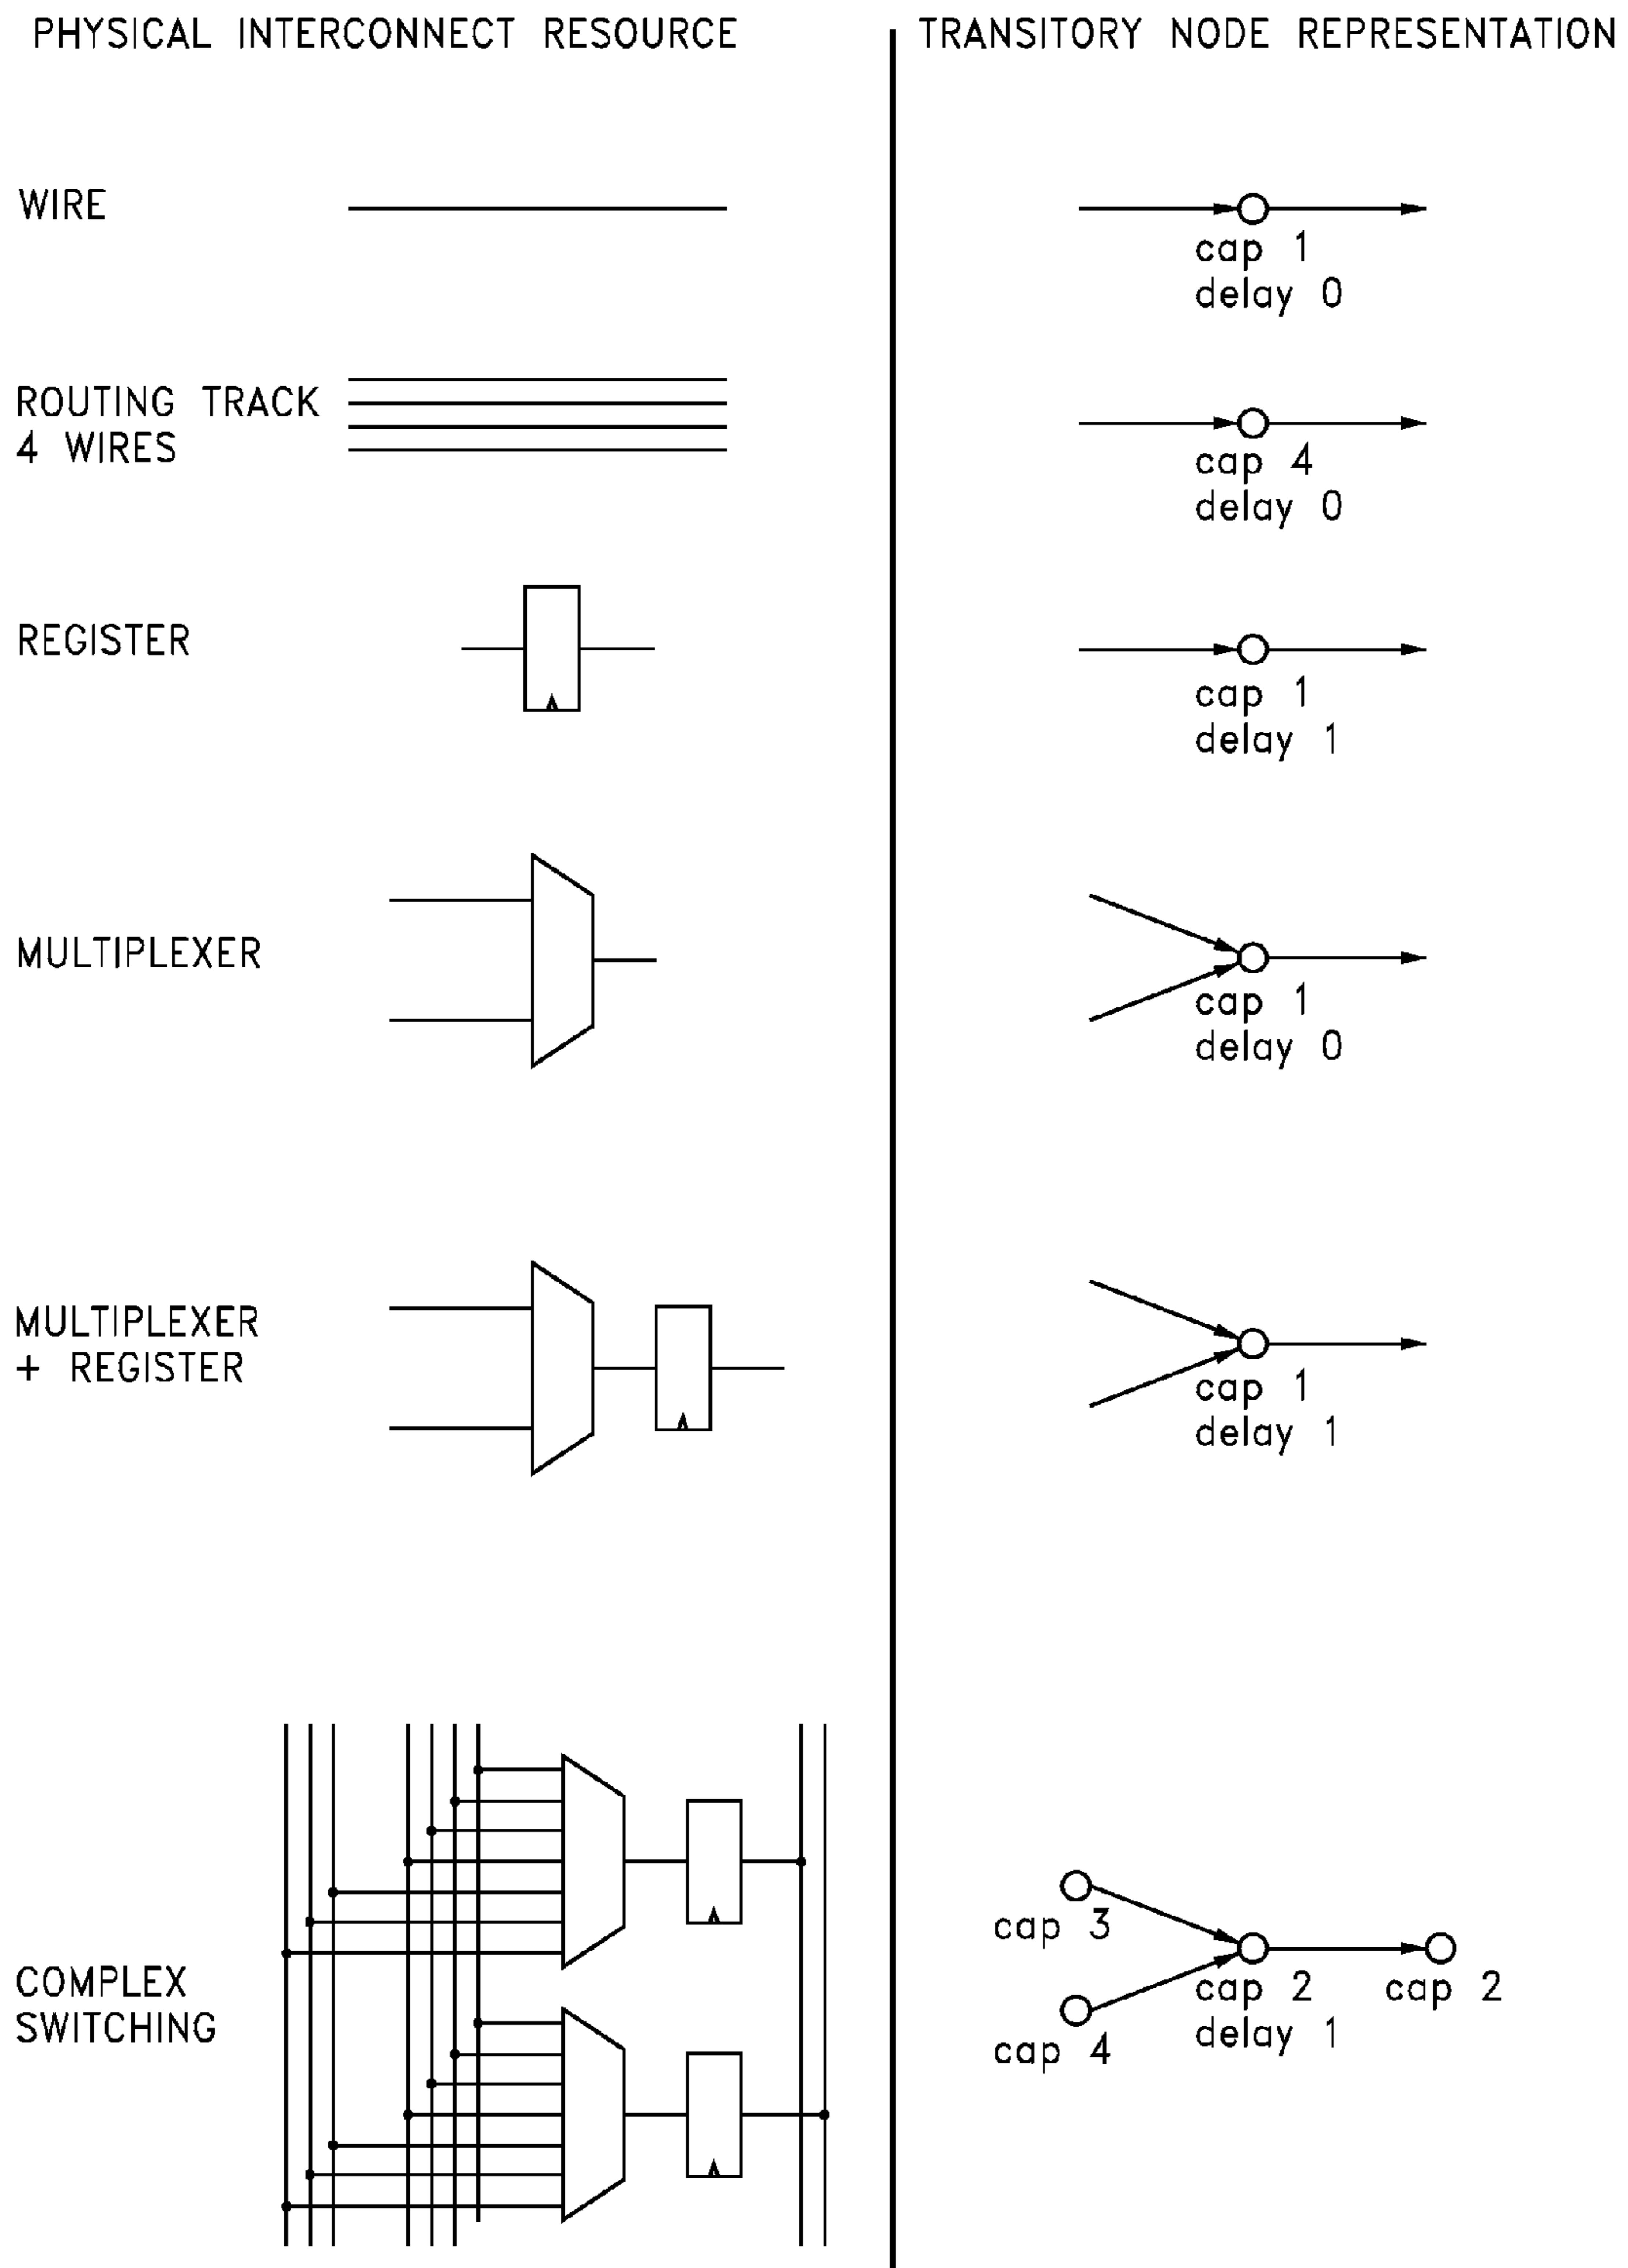 PHYSICAL INTERCONNECT RESOURCE
TRANSITORY NODE REPRESENTATION
WIRE
cap 1
delay 0
ROUTING TRACK
4 WIRES
cap 4
delay 0
REGISTER
cap 1
delay 1
MULTIPLEXER
cap 1
delay 0
MULTIPLEXER
+ REGISTER
cap 1
delay 1
COMPLEX
SWITCHING
cap 3
cap 4
cap 2
delay 1
cap 2